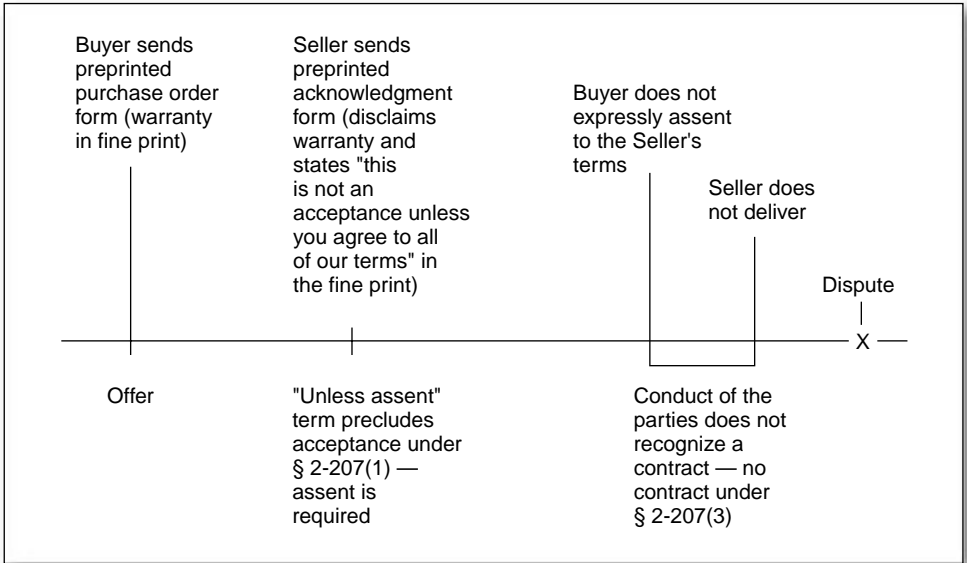 Buyer sends
preprinted
purchase order
form (warranty
in fine print)
Seller sends
preprinted
acknowledgment
form (disclaims
warranty and
states "this
is not an
acceptance unless
you agree to all
of our terms" in
the fine print)
Buyer does not
expressly assent
to the Seller's
terms
Seller does
not deliver
Dispute
X
Offer
"Unless assent"
term precludes
acceptance under
§ 2-207(1) —
assent is
required
Conduct of the
parties does not
recognize a
contract — no
contract under
§ 2-207(3)